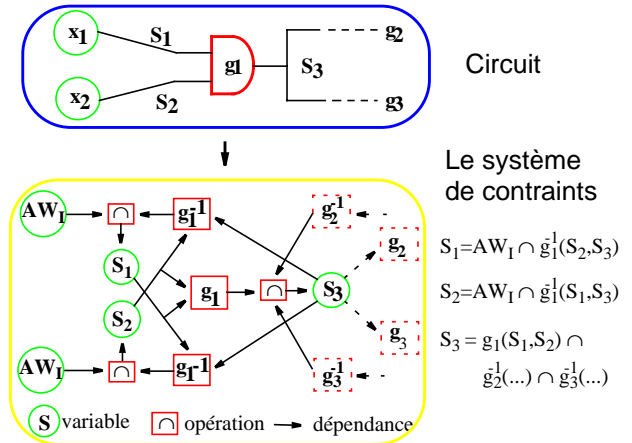 x1 S1 g1 g2
S3
x2 S2 g3
Circuit
Le système
de contraints
AWI ∩ g1^-1 g2^-1
g2
S1
g1 ∩ S3
S2
g3
AWI ∩ g1^-1 g3^-1
S variable ∩ opération dépendance
S1=AWI ∩ g1^-1(S2,S3)
S2=AWI ∩ g1^-1(S1,S3)
S3 = g1(S1,S2) ∩
g2^-1(...) ∩ g3^-1(...)